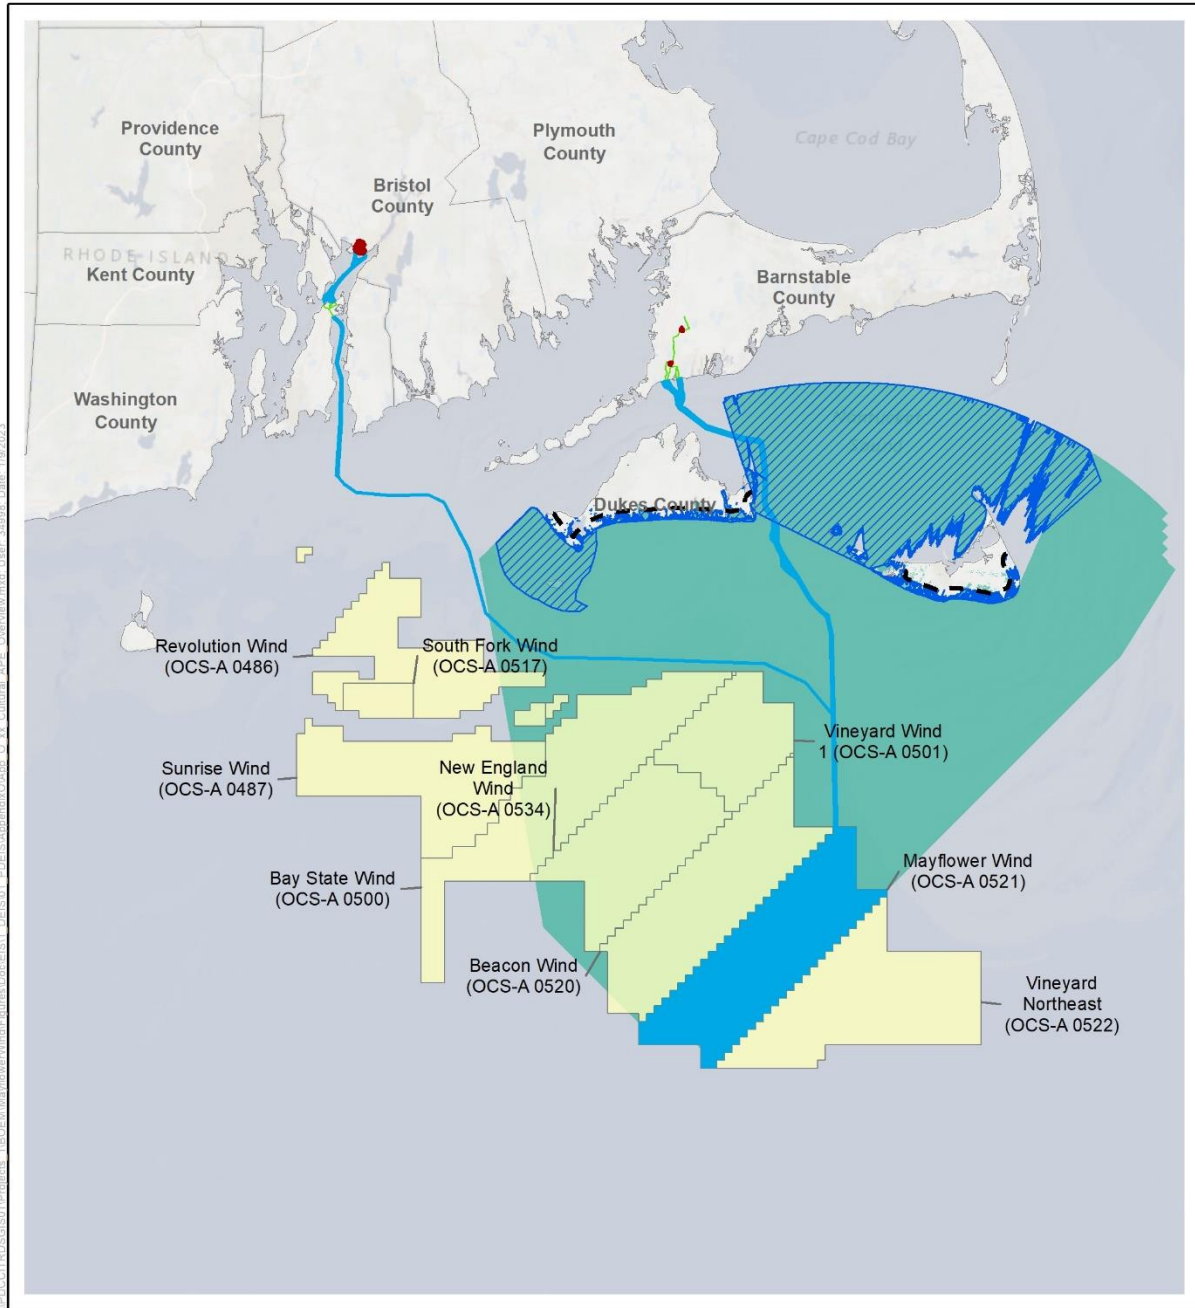 Providence
County
Plymouth
County
Cape Cod Bay
Bristol
County
RHODE ISLAND
Kent County
Barnstable
County
Washington
County
Dukes County
Revolution Wind
(OCS-A 0486)
South Fork Wind
(OCS-A 0517)
Vineyard Wind
1 (OCS-A 0501)
Sunrise Wind
(OCS-A 0487)
New England
Wind
(OCS-A 0534)
Mayflower Wind
(OCS-A 0521)
Bay State Wind
(OCS-A 0500)
Beacon Wind
(OCS-A 0520)
Vineyard
Northeast
(OCS-A 0522)